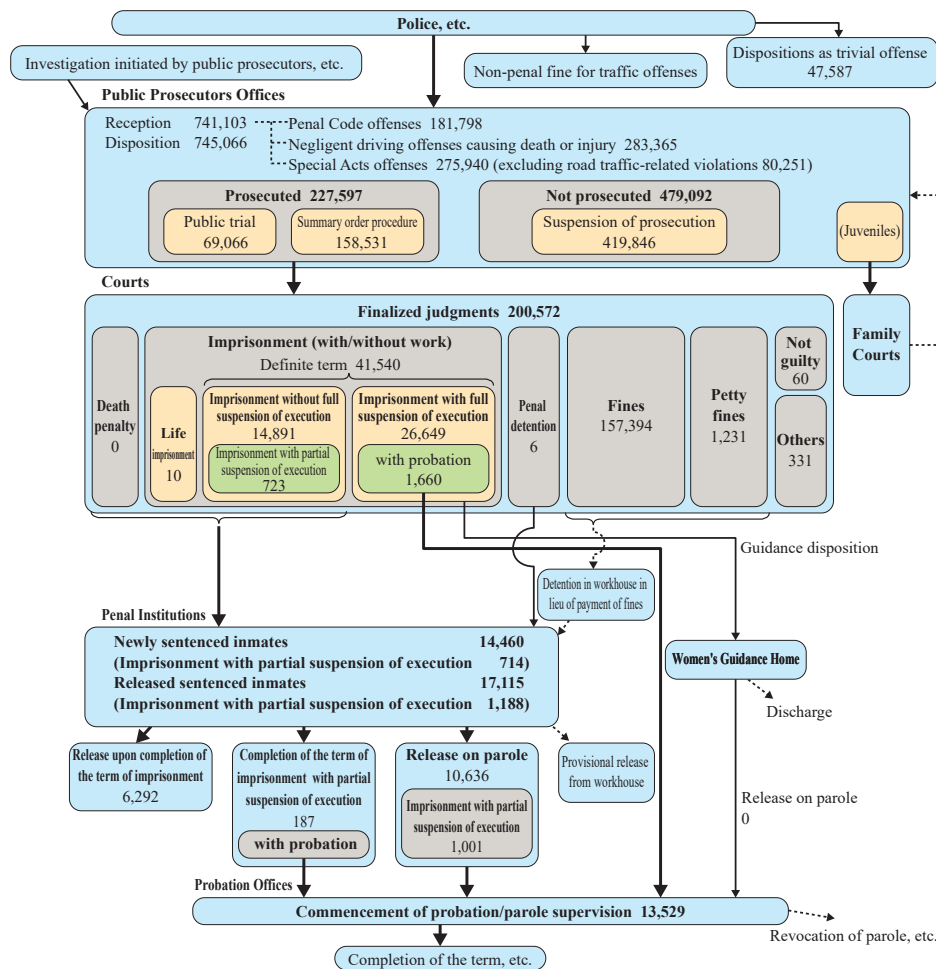 Police, etc.
Investigation initiated by public prosecutors, etc.
Non-penal fine for traffic offenses
Dispositions as trivial offense
47,587
Public Prosecutors Offices
Reception 741,103
Penal Code offenses 181,798
Disposition 745,066
Negligent driving offenses causing death or injury 283,365
Special Acts offenses 275,940 (excluding road traffic-related violations 80,251)
Prosecuted 227,597
Public trial
69,066
Summary order procedure
158,531
Not prosecuted 479,092
Suspension of prosecution
419,846
(Juveniles)
Courts
Finalized judgments 200,572
Death
penalty
0
Imprisonment (with/without work)
Definite term 41,540
Life
imprisonment
10
Imprisonment without full
suspension of execution
14,891
Imprisonment with partial
suspension of execution
723
Imprisonment with full
suspension of execution
26,649
with probation
1,660
Penal
detention
6
Fines
157,394
Petty
fines
1,231
Not
guilty
60
Others
331
Family
Courts
Guidance disposition
Detention in workhouse in
lieu of payment of fines
Penal Institutions
Newly sentenced inmates 14,460
(Imprisonment with partial suspension of execution 714)
Released sentenced inmates 17,115
(Imprisonment with partial suspension of execution 1,188)
Women's Guidance Home
Discharge
Release upon completion of
the term of imprisonment
6,292
Completion of the term of
imprisonment with partial
suspension of execution
187
with probation
Release on parole
10,636
Imprisonment with partial
suspension of execution
1,001
Provisional release
from workhouse
Release on parole
0
Probation Offices
Commencement of probation/parole supervision 13,529
Revocation of parole, etc.
Completion of the term, etc.